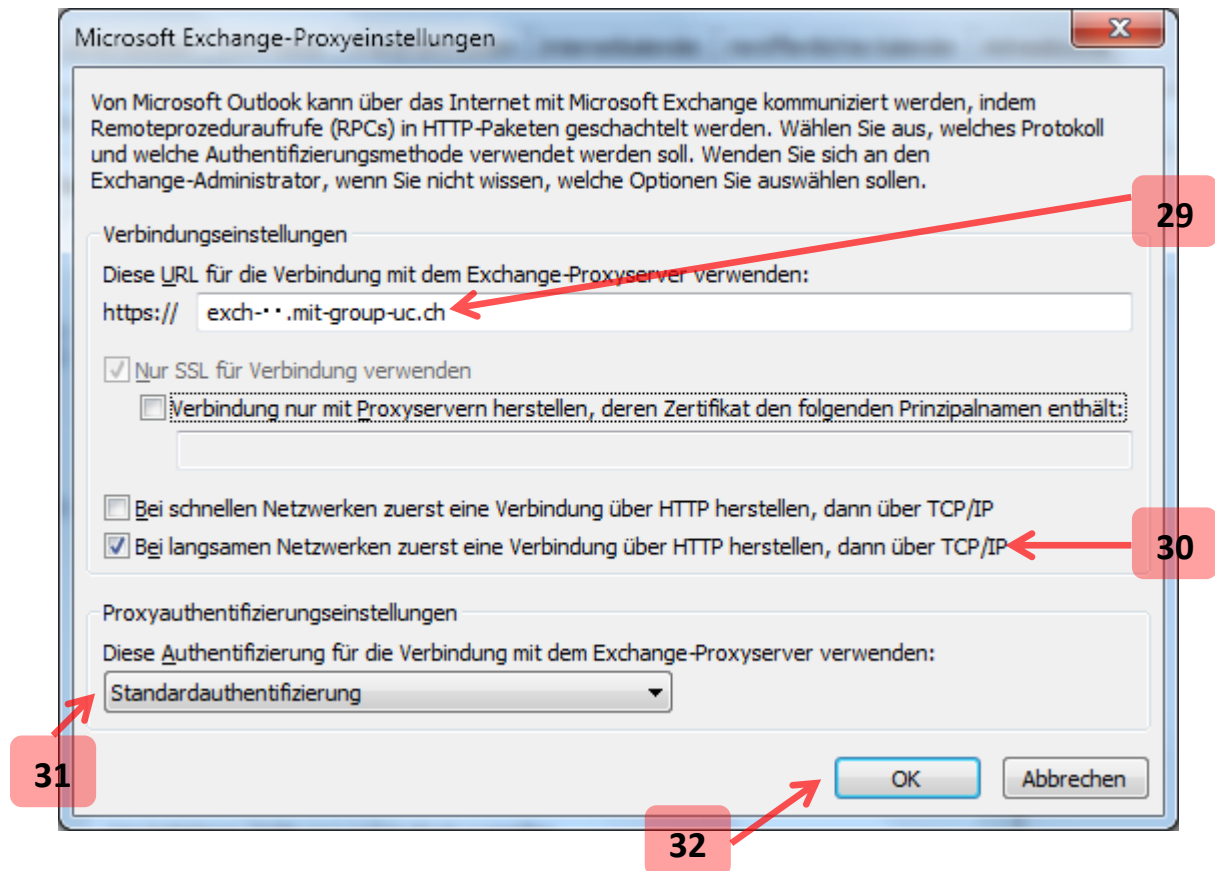 Microsoft Exchange-Proxyeinstellungen
Von Microsoft Outlook kann über das Internet mit Microsoft Exchange kommuniziert werden, indem
Remoteprozeduraufrufe (RPCs) in HTTP-Paketen geschachtelt werden. Wählen Sie aus, welches Protokoll
und welche Authentifizierungsmethode verwendet werden soll. Wenden Sie sich an den
Exchange-Administrator, wenn Sie nicht wissen, welche Optionen Sie auswählen sollen.
29
Verbindungseinstellungen
Diese URL für die Verbindung mit dem Exchange-Proxyserver verwenden:
https:// exch-··.mit-group-uc.ch
Nur SSL für Verbindung verwenden
Verbindung nur mit Proxyservern herstellen, deren Zertifikat den folgenden Prinzipalnamen enthält:
Bei schnellen Netzwerken zuerst eine Verbindung über HTTP herstellen, dann über TCP/IP
Bei langsamen Netzwerken zuerst eine Verbindung über HTTP herstellen, dann über TCP/IP
30
Proxyauthentifizierungseinstellungen
Diese Authentifizierung für die Verbindung mit dem Exchange-Proxyserver verwenden:
Standardauthentifizierung
31
OK Abbrechen
32